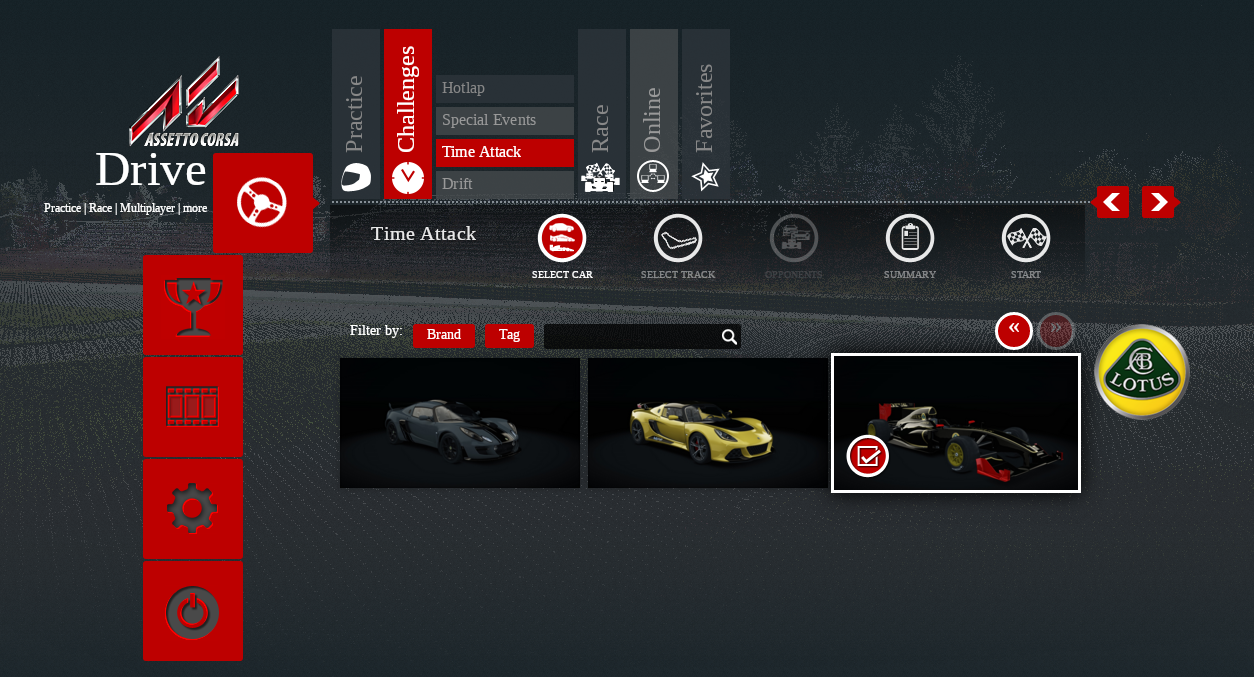 ASSETTO CORSA
Drive
Practice | Race | Multiplayer | more
Practice
Challenges
Hotlap
Special Events
Time Attack
Drift
Race
Online
Favorites
Time Attack
SELECT CAR
SELECT TRACK
OPPONENTS
SUMMARY
START
Filter by:
Brand
Tag
LOTUS